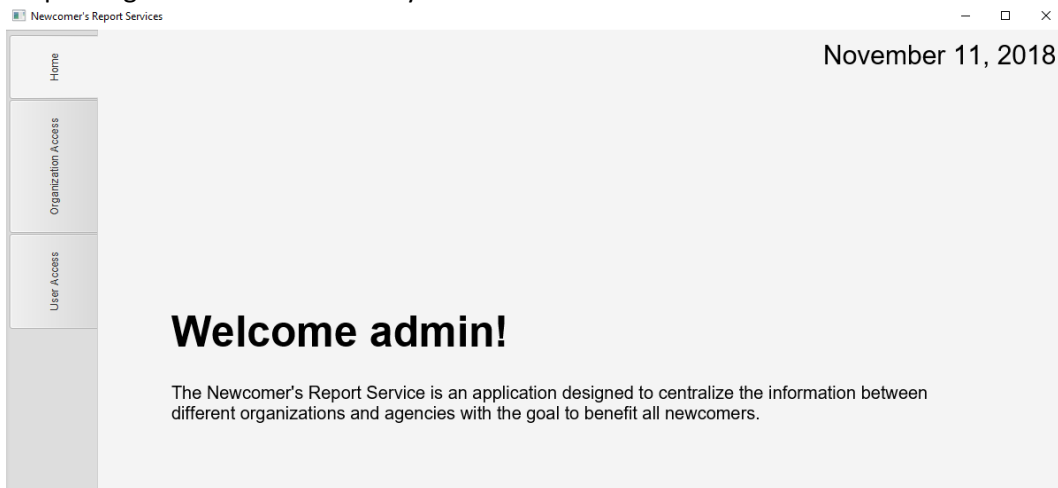 Newcomer's Report Services
November 11, 2018
Home
Organization Access
User Access
Welcome admin!
The Newcomer's Report Service is an application designed to centralize the information between
different organizations and agencies with the goal to benefit all newcomers.